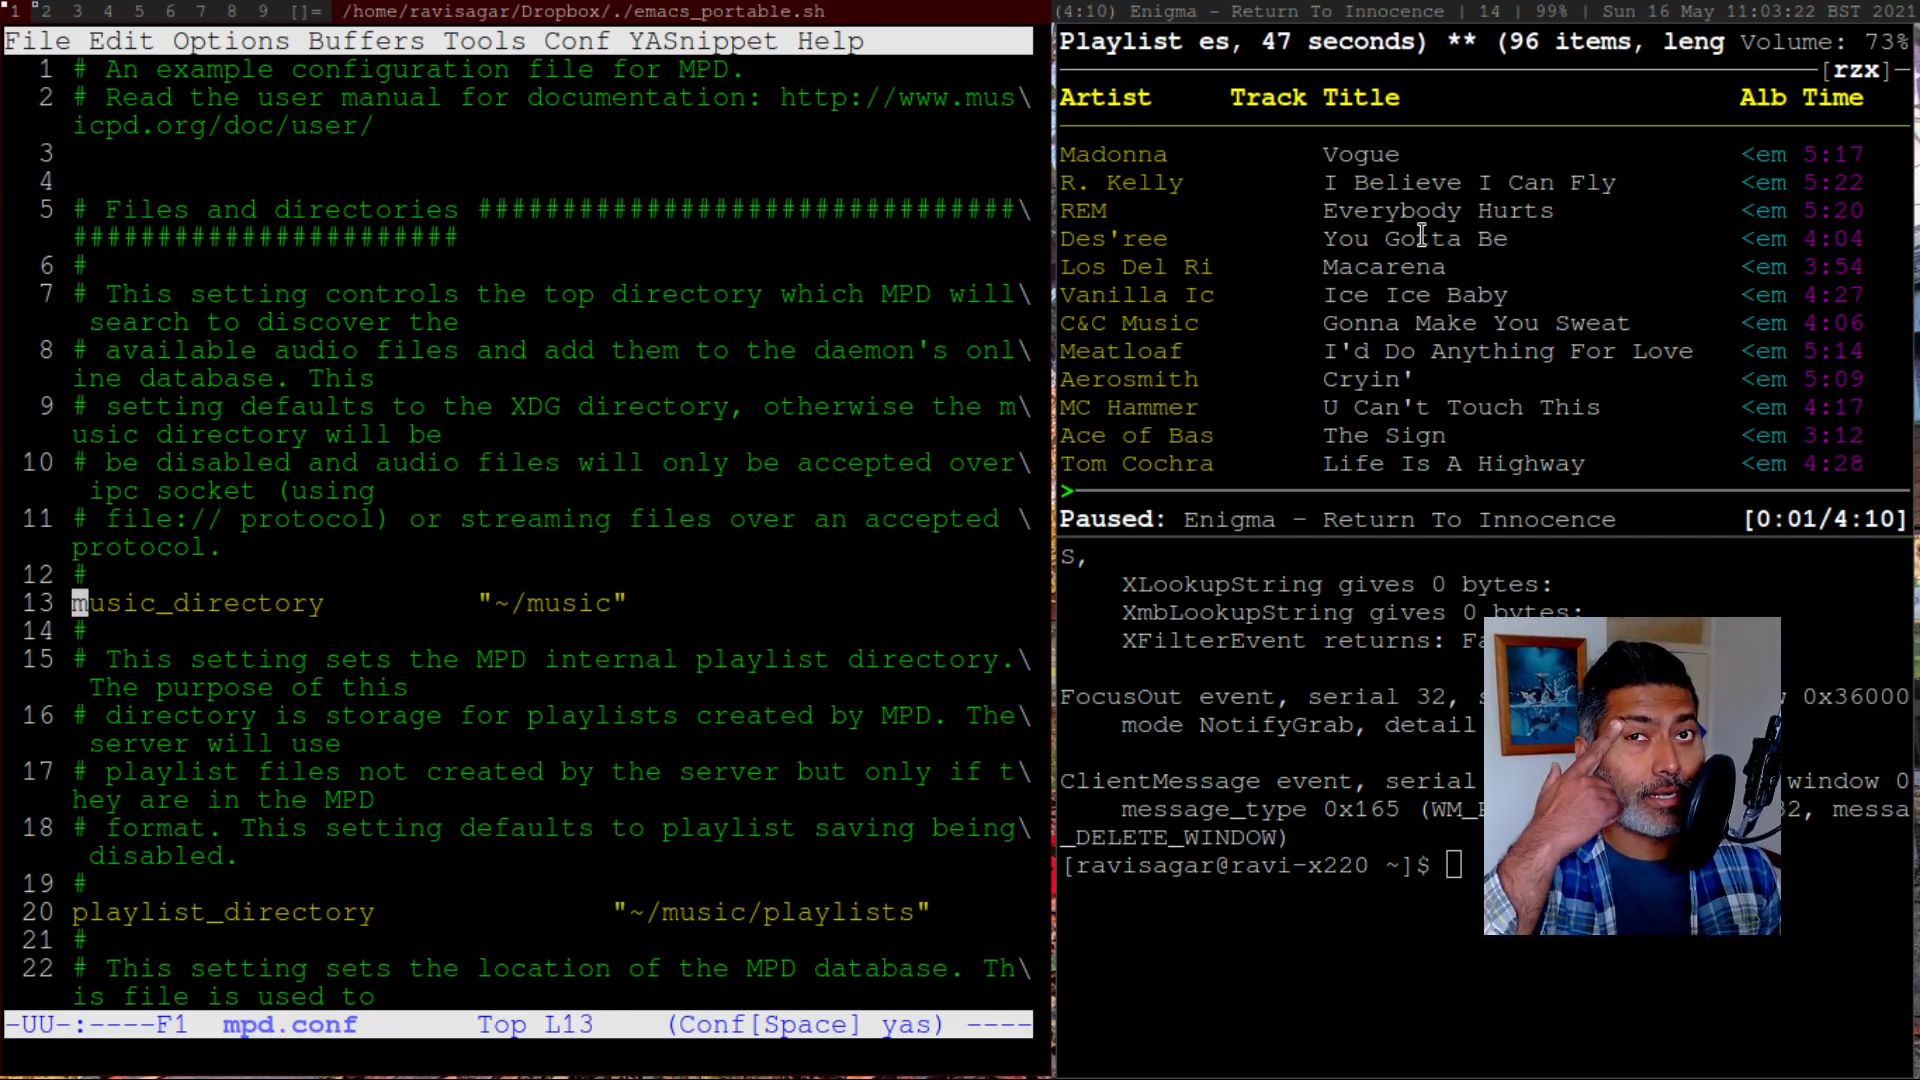 1 2 3 4 5 6 7 8 9 []= /home/ravisagar/Dropbox/./emacs_portable.sh
File Edit Options Buffers Tools Conf YASnippet Help
1 # An example configuration file for MPD.
2 # Read the user manual for documentation: http://www.mus\
icpd.org/doc/user/
3
4
5 # Files and directories ################################\
#######################
6 #
7 # This setting controls the top directory which MPD will\
search to discover the
8 # available audio files and add them to the daemon's onl\
ine database. This
9 # setting defaults to the XDG directory, otherwise the m\
usic directory will be
10 # be disabled and audio files will only be accepted over\
ipc socket (using
11 # file:// protocol) or streaming files over an accepted \
protocol.
12 #
13 music_directory "~/music"
14 #
15 # This setting sets the MPD internal playlist directory.\
The purpose of this
16 # directory is storage for playlists created by MPD. The\
server will use
17 # playlist files not created by the server but only if t\
hey are in the MPD
18 # format. This setting defaults to playlist saving being\
disabled.
19 #
20 playlist_directory "~/music/playlists"
21 #
22 # This setting sets the location of the MPD database. Th\
is file is used to
-UU-:----F1 mpd.conf Top L13 (Conf[Space] yas) ----
(4:10) Enigma - Return To Innocence | 14 | 99% | Sun 16 May 11:03:22 BST 2021
Playlist es, 47 seconds) ** (96 items, leng Volume: 73%
[rzx]
Artist Track Title Alb Time
Madonna Vogue <em 5:17
R. Kelly I Believe I Can Fly <em 5:22
REM Everybody Hurts <em 5:20
Des'ree You Gotta Be <em 4:04
Los Del Ri Macarena <em 3:54
Vanilla Ic Ice Ice Baby <em 4:27
C&C Music Gonna Make You Sweat <em 4:06
Meatloaf I'd Do Anything For Love <em 5:14
Aerosmith Cryin' <em 5:09
MC Hammer U Can't Touch This <em 4:17
Ace of Bas The Sign <em 3:12
Tom Cochra Life Is A Highway <em 4:28
>
Paused: Enigma - Return To Innocence [0:01/4:10]
S,
XLookupString gives 0 bytes:
XmbLookupString gives 0 bytes:
XFilterEvent returns: Fa
FocusOut event, serial 32, s 0x36000
mode NotifyGrab, detail
ClientMessage event, serial window 0
message_type 0x165 (WM_P 32, messa
_DELETE_WINDOW)
[ravisagar@ravi-x220 ~]$